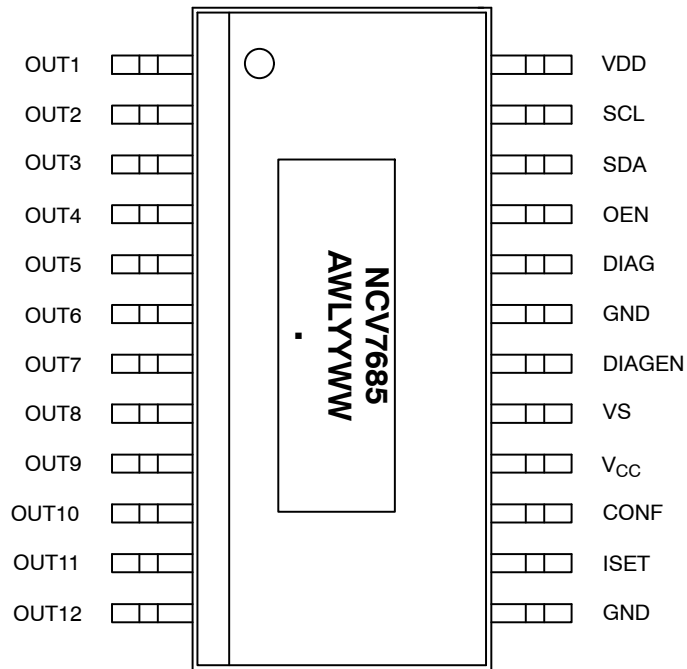 OUT1
OUT2
OUT3
OUT4
OUT5
OUT6
OUT7
OUT8
OUT9
OUT10
OUT11
OUT12
NCV7685
AWLYYWW
VDD
SCL
SDA
OEN
DIAG
GND
DIAGEN
VS
VCC
CONF
ISET
GND